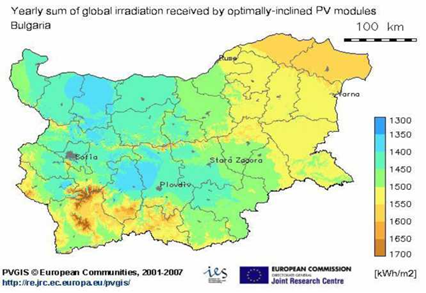 Yearly sum of global irradiation received by optimally-inclined PV modules
Bulgaria
100 km
Ruse
Varna
Sofia
Stara Zagora
Plovdiv
1300
1350
1400
1450
1500
1550
1600
1650
1700
[kWh/m2]
PVGIS © European Communities, 2001-2007
http://re.jrc.ec.europa.eu/pvgis/
ies
EUROPEAN COMMISSION
DIRECTORATE-GENERAL
Joint Research Centre